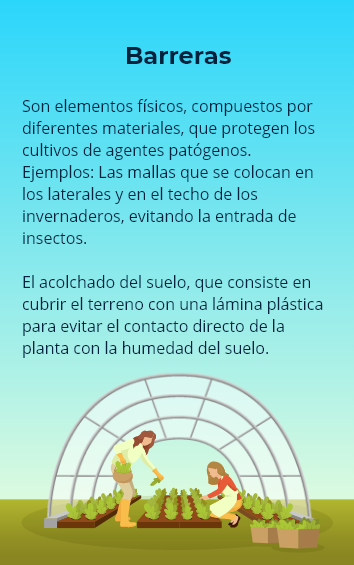 Barreras
Son elementos físicos, compuestos por
diferentes materiales, que protegen los
cultivos de agentes patógenos.
Ejemplos: Las mallas que se colocan en
los laterales y en el techo de los
invernaderos, evitando la entrada de
insectos.
El acolchado del suelo, que consiste en
cubrir el terreno con una lámina plástica
para evitar el contacto directo de la
planta con la humedad del suelo.